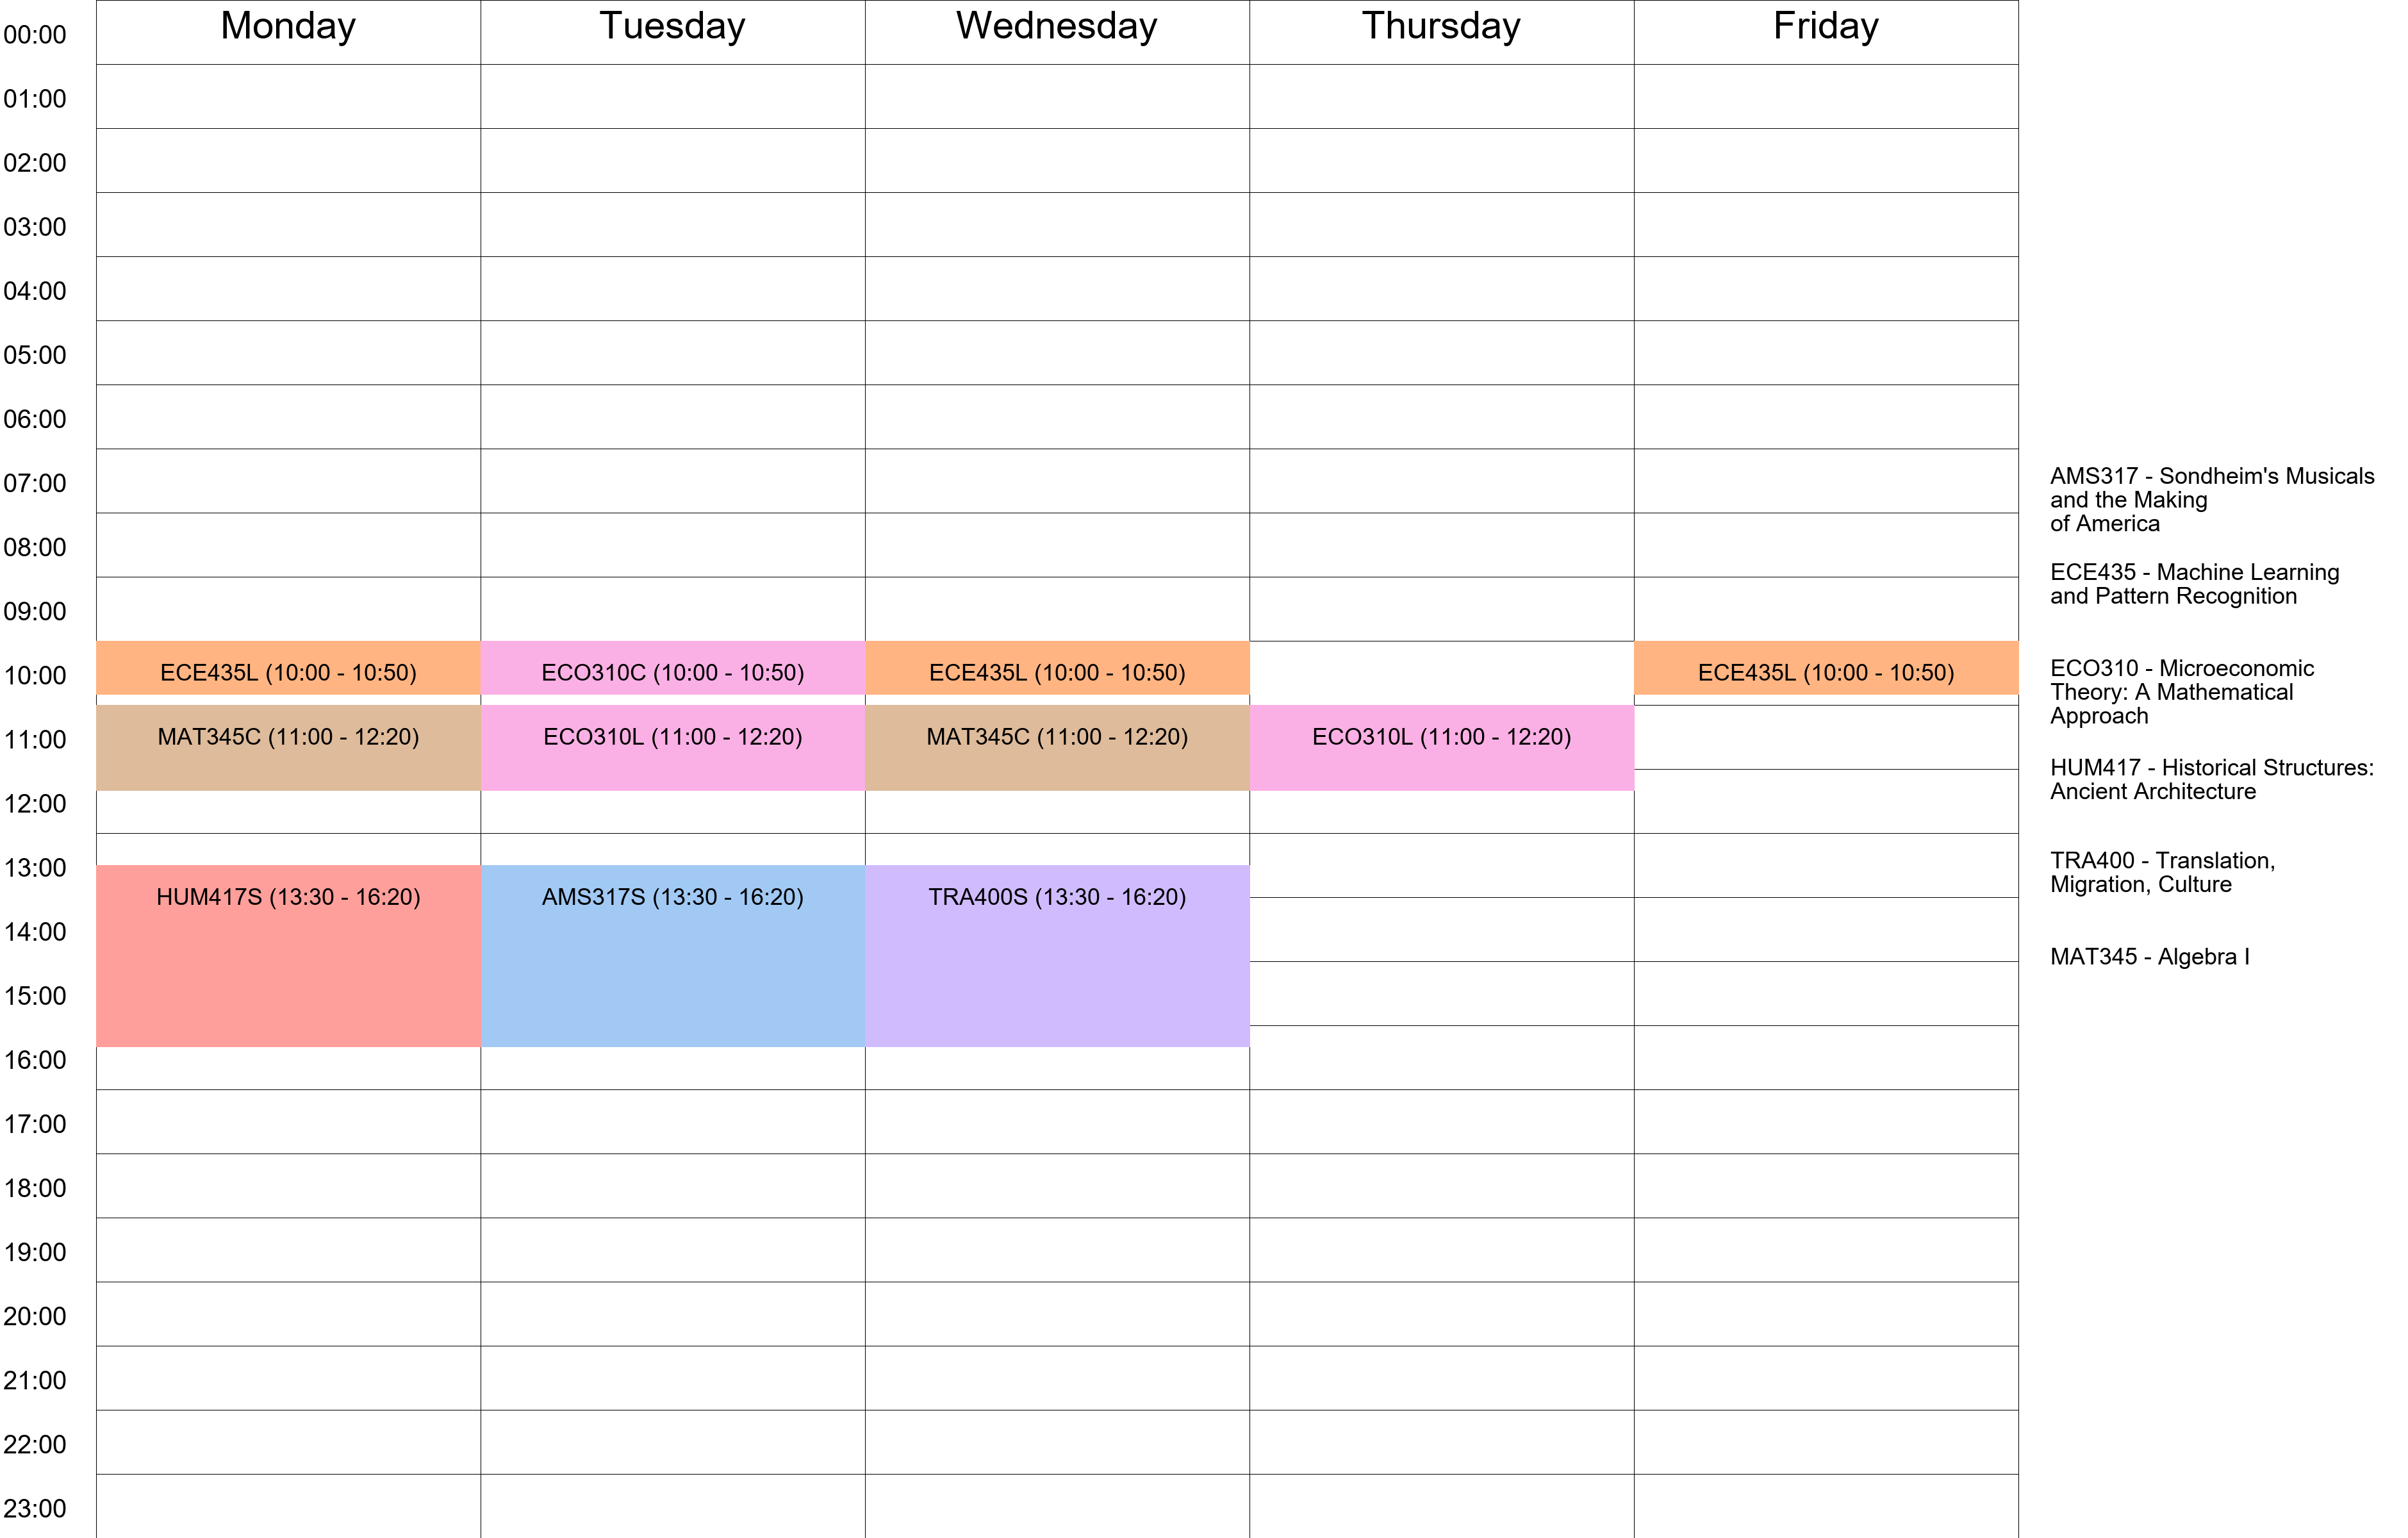 Monday Tuesday Wednesday Thursday Friday
00:00
01:00
02:00
03:00
04:00
05:00
06:00
07:00
08:00
09:00
10:00 ECE435L (10:00 - 10:50) ECO310C (10:00 - 10:50) ECE435L (10:00 - 10:50) ECE435L (10:00 - 10:50)
11:00 MAT345C (11:00 - 12:20) ECO310L (11:00 - 12:20) MAT345C (11:00 - 12:20) ECO310L (11:00 - 12:20)
12:00
13:00
HUM417S (13:30 - 16:20) AMS317S (13:30 - 16:20) TRA400S (13:30 - 16:20)
14:00
15:00
16:00
17:00
18:00
19:00
20:00
21:00
22:00
23:00
AMS317 - Sondheim's Musicals
and the Making
of America
ECE435 - Machine Learning
and Pattern Recognition
ECO310 - Microeconomic
Theory: A Mathematical
Approach
HUM417 - Historical Structures:
Ancient Architecture
TRA400 - Translation,
Migration, Culture
MAT345 - Algebra I